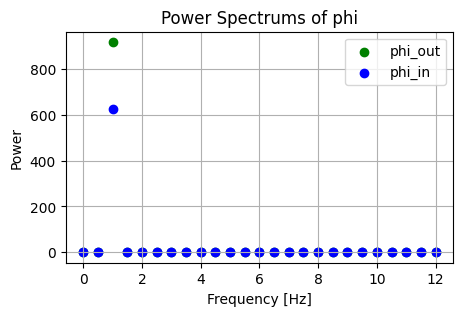 Power Spectrums of phi
phi_out
phi_in
800
600
400
200
0
Power
0 2 4 6 8 10 12
Frequency [Hz]